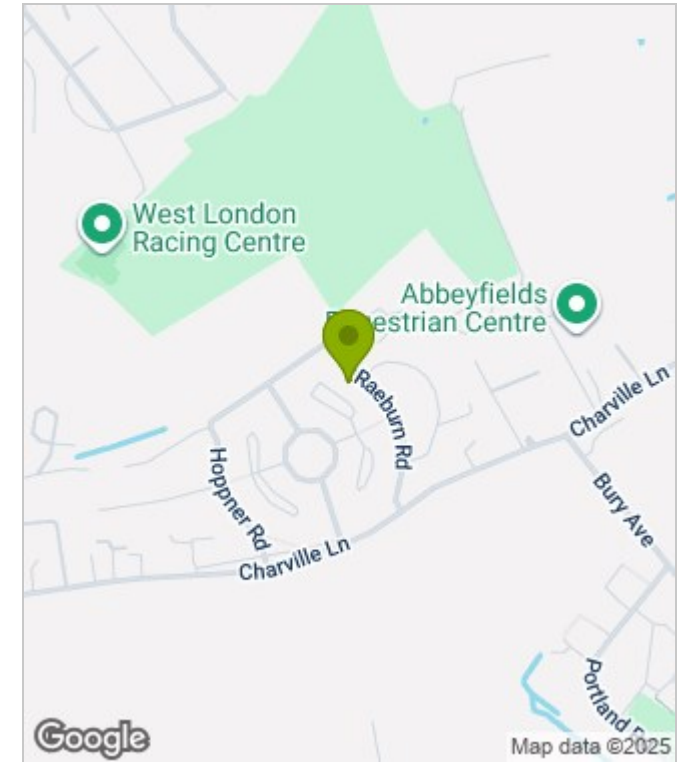 West London
Racing Centre
Abbeyfields
estrian Centre
Raeburn Rd
Charville Ln
Hoppner Rd
Bury Ave
Charville Ln
Portland
Google
Map data ©2025